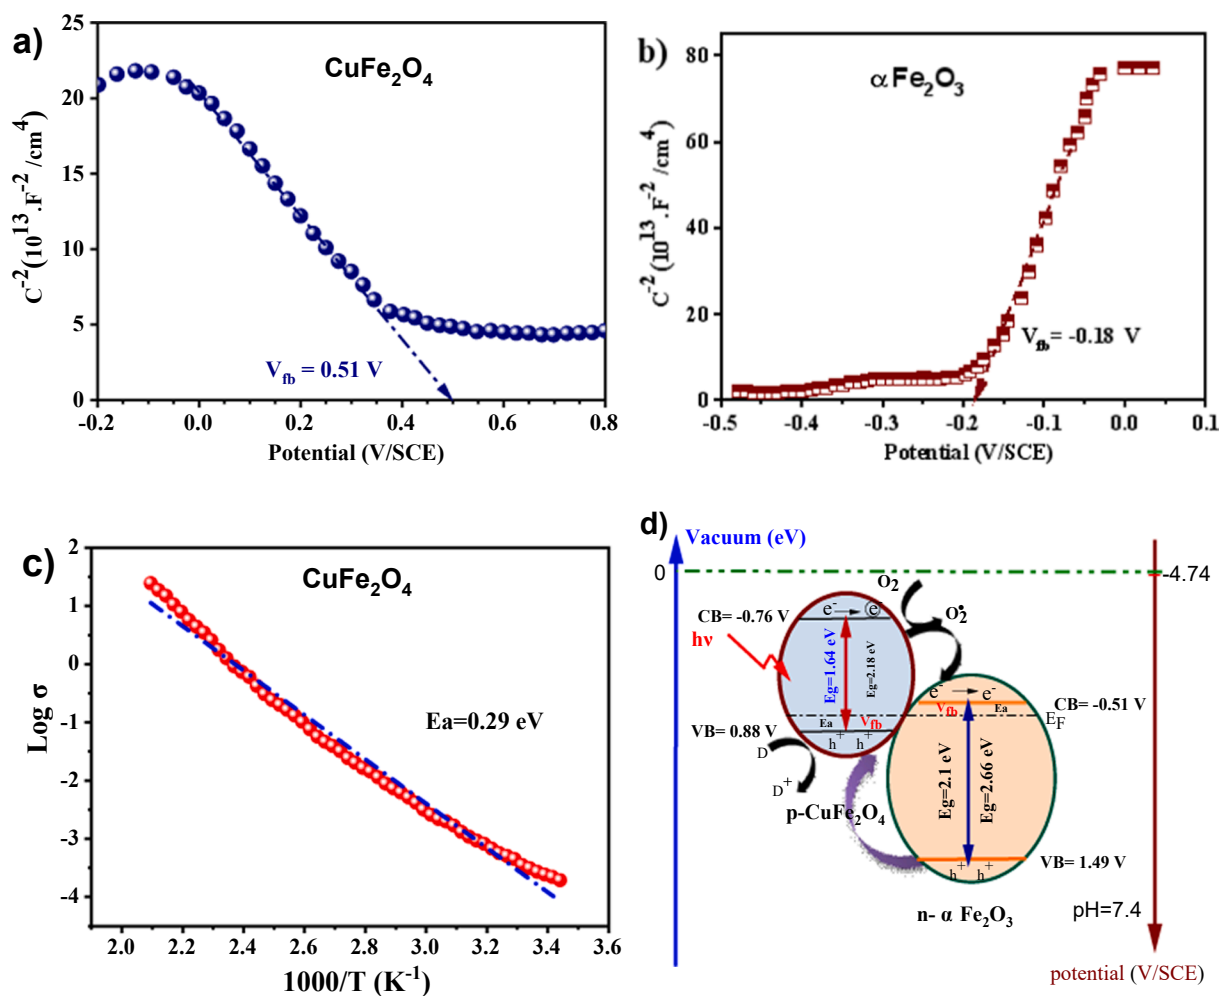 a)
CuFe2O4
C-2(1013.F-2 /cm4)
25
20
15
10
5
0
Vfb = 0.51 V
-0.2 0.0 0.2 0.4 0.6 0.8
Potential (V/SCE)
b)
αFe2O3
C-2 (1013.F-2 /cm4)
80
60
40
20
0
Vfb= -0.18 V
-0.5 -0.4 -0.3 -0.2 -0.1 0.0 0.1
Potential (V/SCE)
c)
CuFe2O4
Log σ
2
1
0
-1
-2
-3
-4
Ea=0.29 eV
2.0 2.2 2.4 2.6 2.8 3.0 3.2 3.4 3.6
1000/T (K-1)
d)
Vacuum (eV)
0
-4.74
O2
O2•
CB= -0.76 V
e- e-
hν
Eg=1.64 eV
Eg=2.18 eV
Ea
Vfb
VB= 0.88 V
h+ h+
D
D+
p-CuFe2O4
e- e-
CB= -0.51 V
Vfb
Ea
EF
Eg=2.1 eV
Eg=2.66 eV
VB= 1.49 V
h+ h+
n- α Fe2O3
pH=7.4
potential (V/SCE)